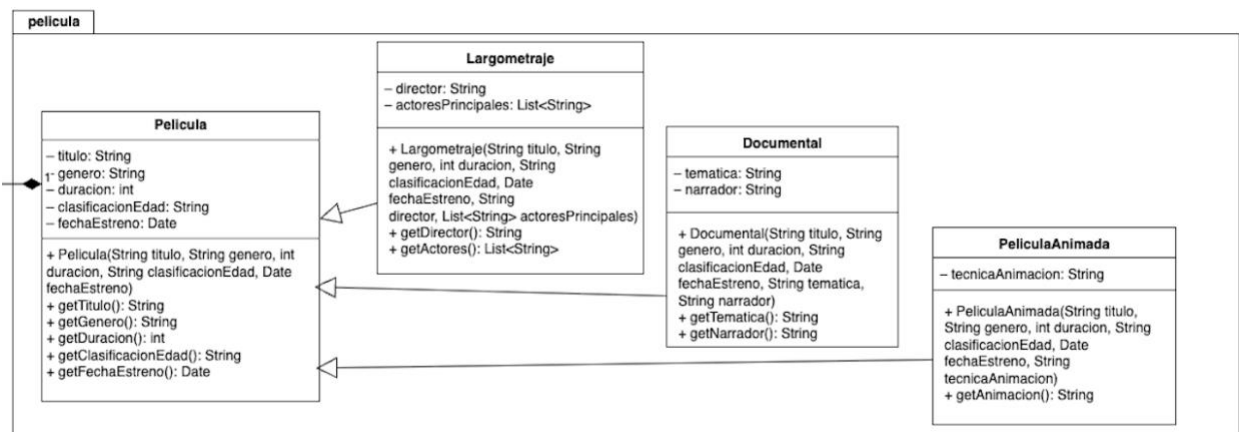 pelicula
Pelicula
– titulo: String
1
– genero: String
– duracion: int
– clasificacionEdad: String
– fechaEstreno: Date
+ Pelicula(String titulo, String genero, int
duracion, String clasificacionEdad, Date
fechaEstreno)
+ getTitulo(): String
+ getGenero(): String
+ getDuracion(): int
+ getClasificacionEdad(): String
+ getFechaEstreno(): Date
Largometraje
– director: String
– actoresPrincipales: List<String>
+ Largometraje(String titulo, String
genero, int duracion, String
clasificacionEdad, Date
fechaEstreno, String
director, List<String> actoresPrincipales)
+ getDirector(): String
+ getActores(): List<String>
Documental
– tematica: String
– narrador: String
+ Documental(String titulo, String
genero, int duracion, String
clasificacionEdad, Date
fechaEstreno, String tematica,
String narrador)
+ getTematica(): String
+ getNarrador(): String
PeliculaAnimada
– tecnicaAnimacion: String
+ PeliculaAnimada(String titulo,
String genero, int duracion, String
clasificacionEdad, Date
fechaEstreno, String
tecnicaAnimacion)
+ getAnimacion(): String